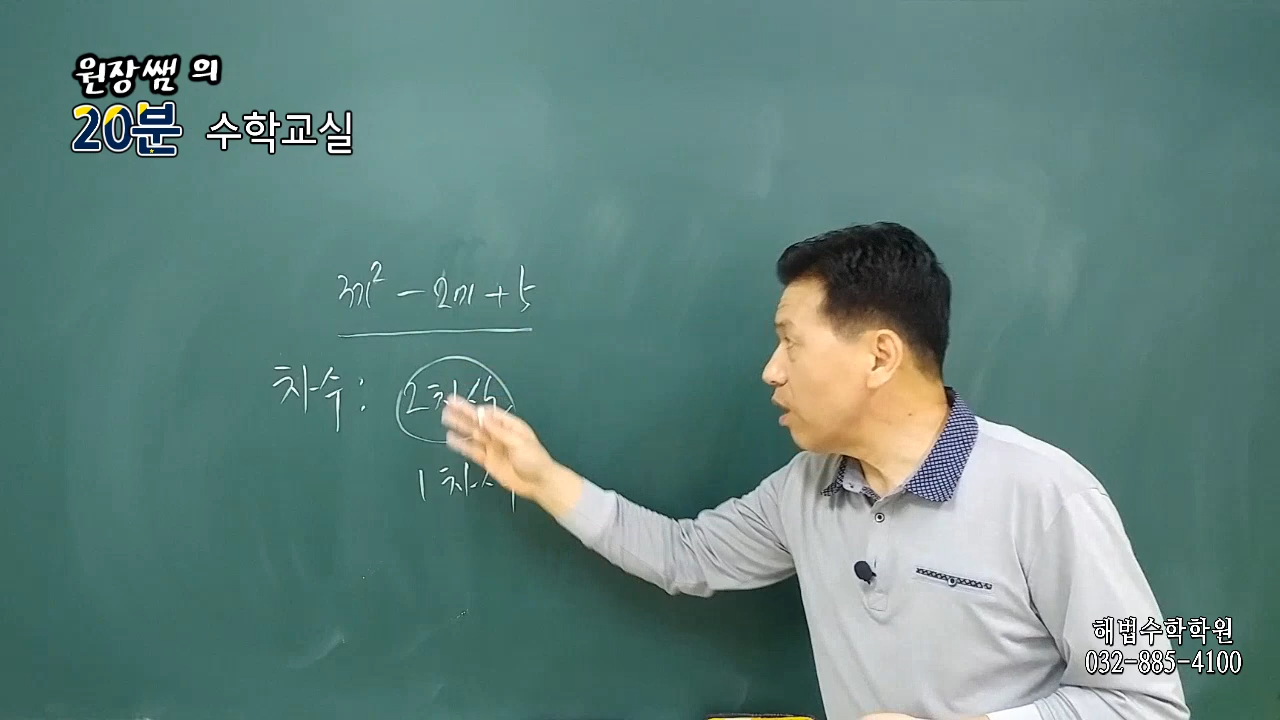 원장쌤 의
20분 수학교실
3x² - 2x + 5
차수: 2차식
1차식
해법수학학원
032-885-4100